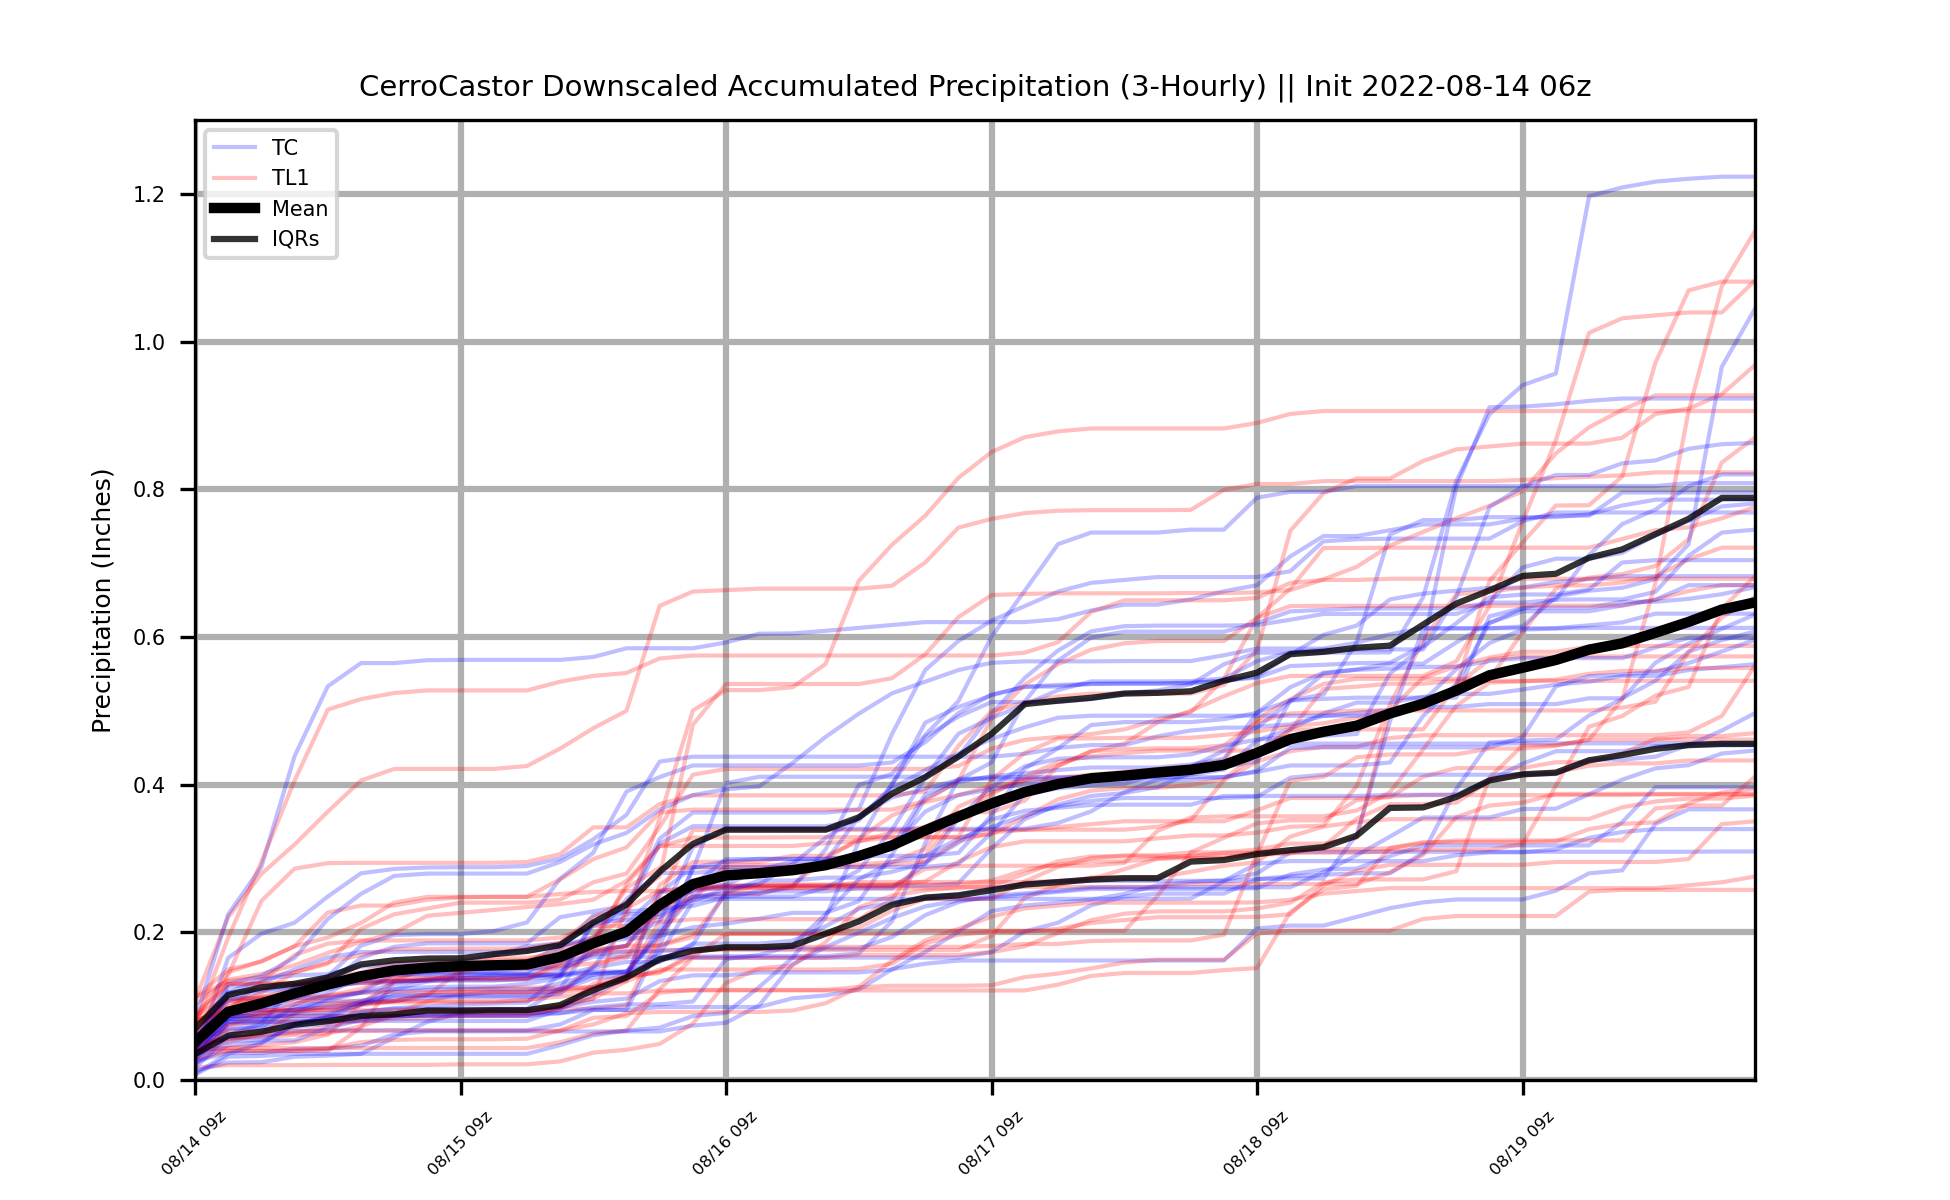 CerroCastor Downscaled Accumulated Precipitation (3-Hourly) || Init 2022-08-14 06z
TC
TL1
Mean
IQRs
Precipitation (Inches)
1.2
1.0
0.8
0.6
0.4
0.2
0.0
08/14 09z
08/15 09z
08/16 09z
08/17 09z
08/18 09z
08/19 09z